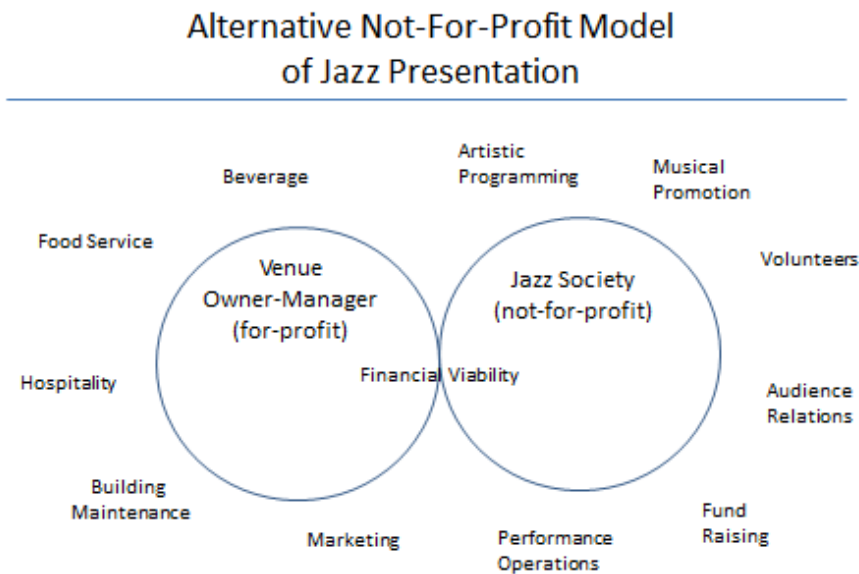 Alternative Not-For-Profit Model
of Jazz Presentation
Beverage
Artistic
Programming
Musical
Promotion
Food Service
Volunteers
Venue
Owner-Manager
(for-profit)
Jazz Society
(not-for-profit)
Financial Viability
Hospitality
Audience
Relations
Building
Maintenance
Marketing
Performance
Operations
Fund
Raising